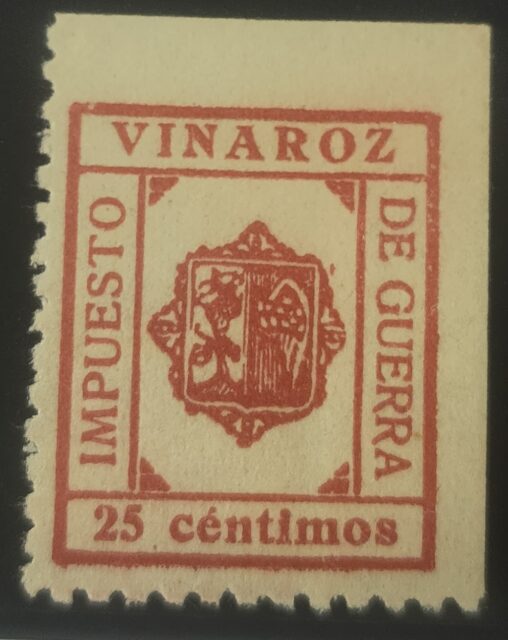 VINAROZ
IMPUESTO
DE GUERRA
25 céntimos